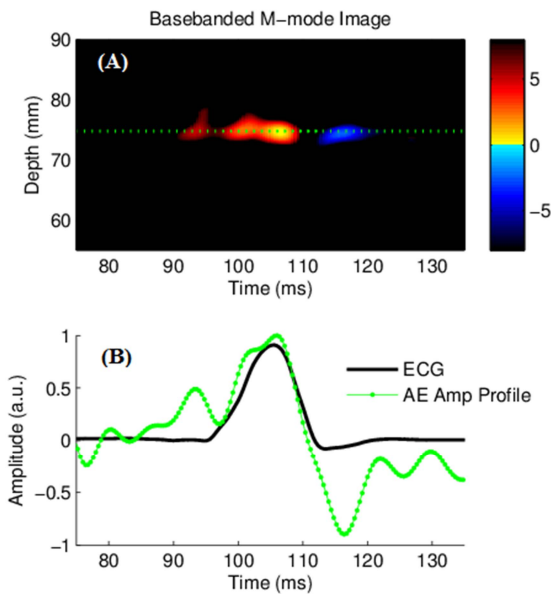 Basebanded M−mode Image
(A)
90
80
70
60
Depth (mm)
80 90 100 110 120 130
Time (ms)
5
0
−5
(B)
1
0.5
0
−0.5
−1
Amplitude (a.u.)
ECG
AE Amp Profile
80 90 100 110 120 130
Time (ms)